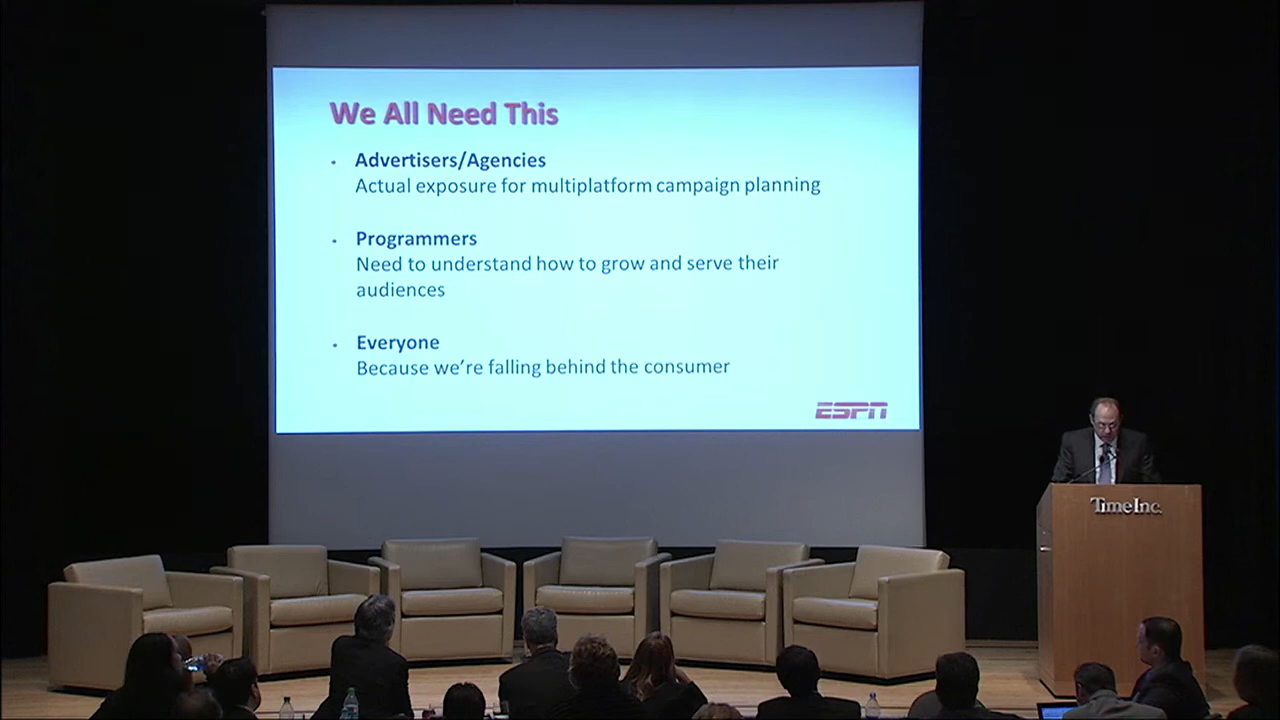 We All Need This
• Advertisers/Agencies
Actual exposure for multiplatform campaign planning
• Programmers
Need to understand how to grow and serve their
audiences
• Everyone
Because we're falling behind the consumer
ESPN
TimeInc.